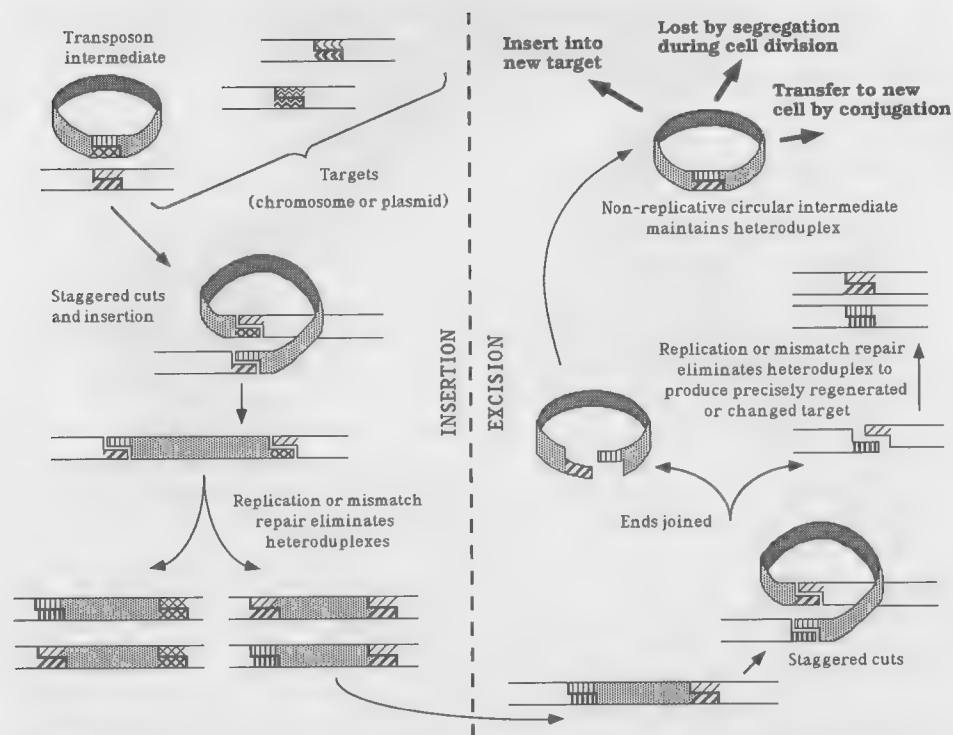 Transposon
intermediate
Targets
(chromosome or plasmid)
Staggered cuts
and insertion
Replication or mismatch
repair eliminates
heteroduplexes
INSERTION
EXCISION
Insert into
new target
Lost by segregation
during cell division
Transfer to new
cell by conjugation
Non-replicative circular intermediate
maintains heteroduplex
Replication or mismatch repair
eliminates heteroduplex to
produce precisely regenerated
or changed target
Ends joined
Staggered cuts